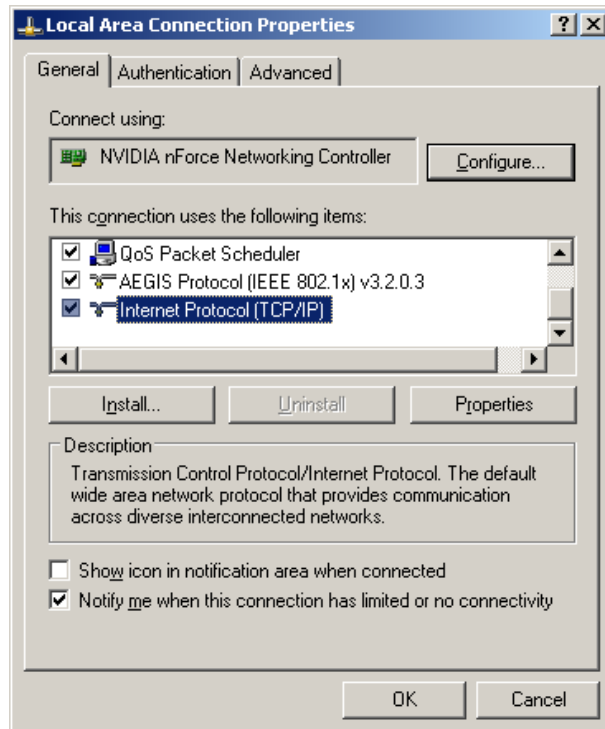 Local Area Connection Properties
General Authentication Advanced
Connect using:
NVIDIA nForce Networking Controller Configure...
This connection uses the following items:
QoS Packet Scheduler
AEGIS Protocol (IEEE 802.1x) v3.2.0.3
Internet Protocol (TCP/IP)
Install... Uninstall Properties
Description
Transmission Control Protocol/Internet Protocol. The default
wide area network protocol that provides communication
across diverse interconnected networks.
Show icon in notification area when connected
Notify me when this connection has limited or no connectivity
OK Cancel